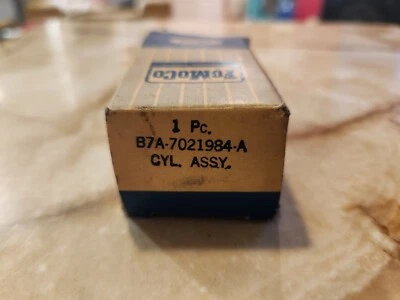 FoMoCo
1 Pc.
B7A-7021984-A
CYL. ASSY.